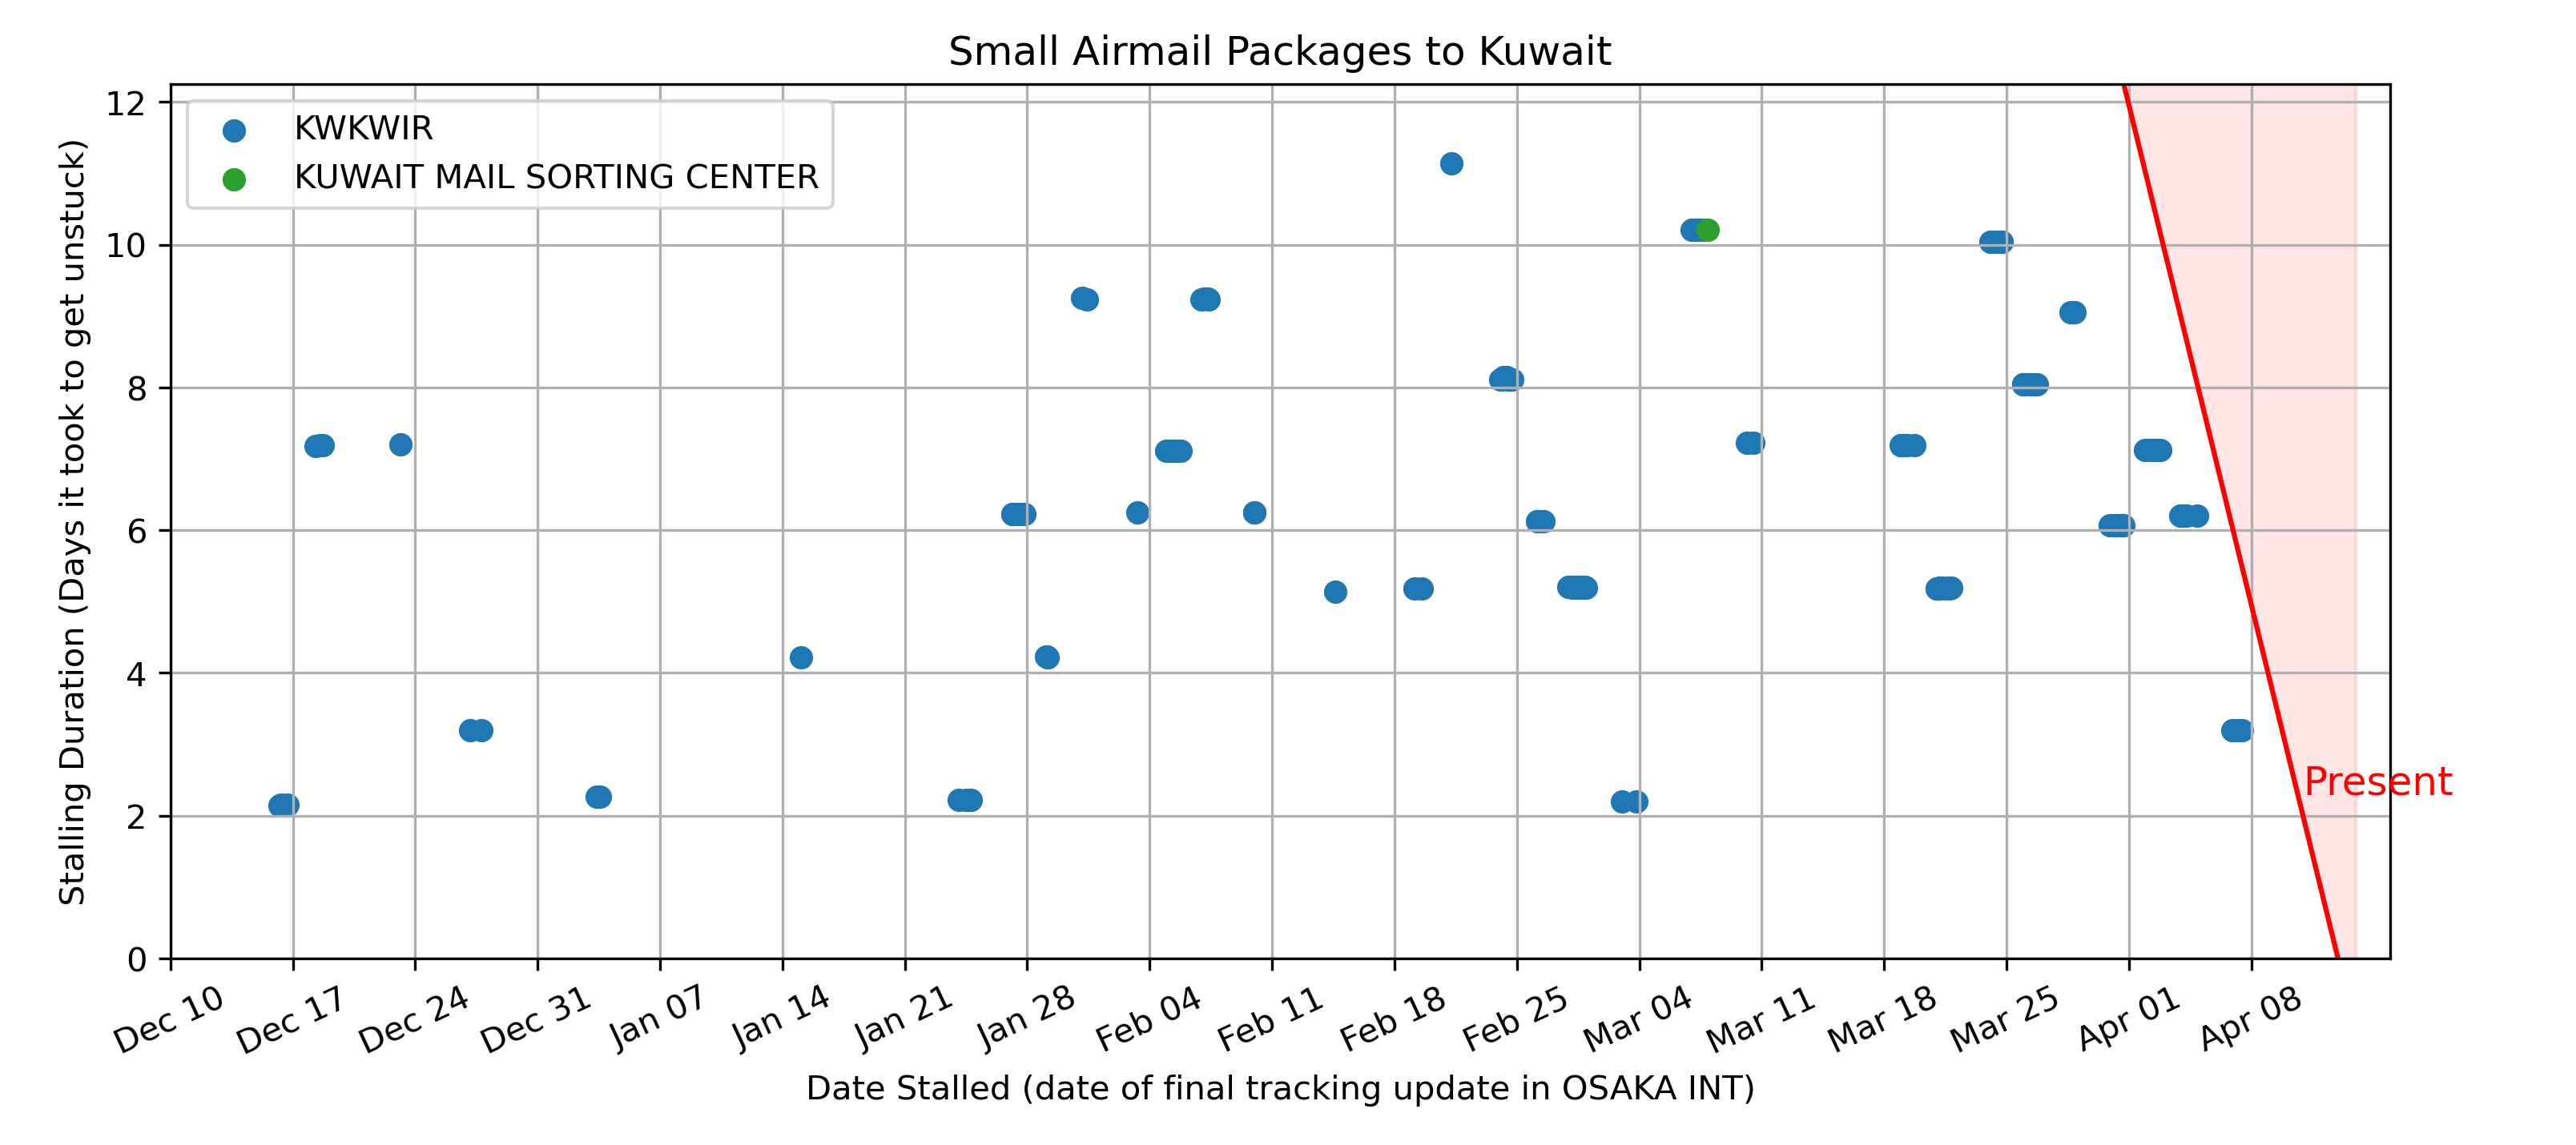 Small Airmail Packages to Kuwait
KWKWIR
KUWAIT MAIL SORTING CENTER
Stalling Duration (Days it took to get unstuck)
12
10
8
6
4
2
0
Present
Dec 10
Dec 17
Dec 24
Dec 31
Jan 07
Jan 14
Jan 21
Jan 28
Feb 04
Feb 11
Feb 18
Feb 25
Mar 04
Mar 11
Mar 18
Mar 25
Apr 01
Apr 08
Date Stalled (date of final tracking update in OSAKA INT)